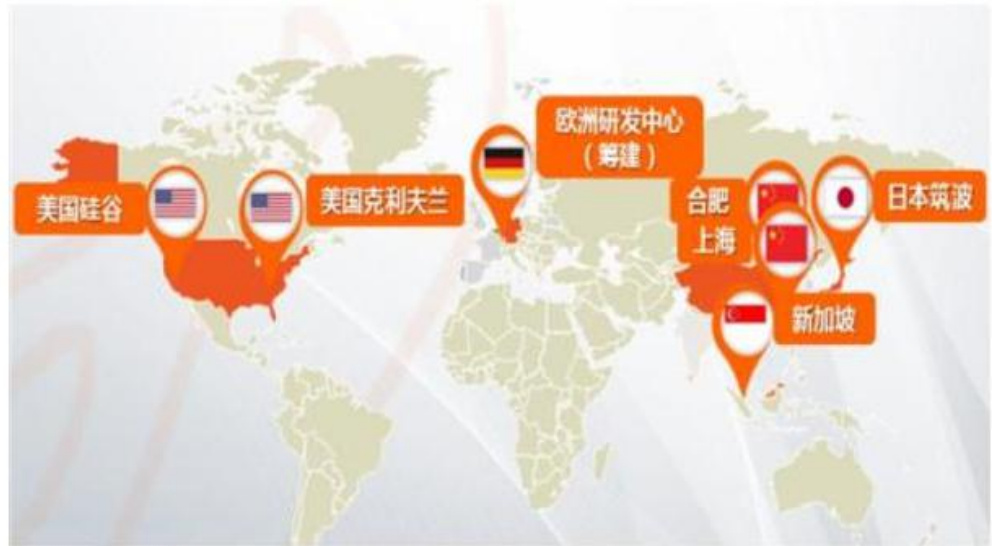 欧洲研发中心
（筹建）
美国硅谷
美国克利夫兰
合肥
上海
日本筑波
新加坡